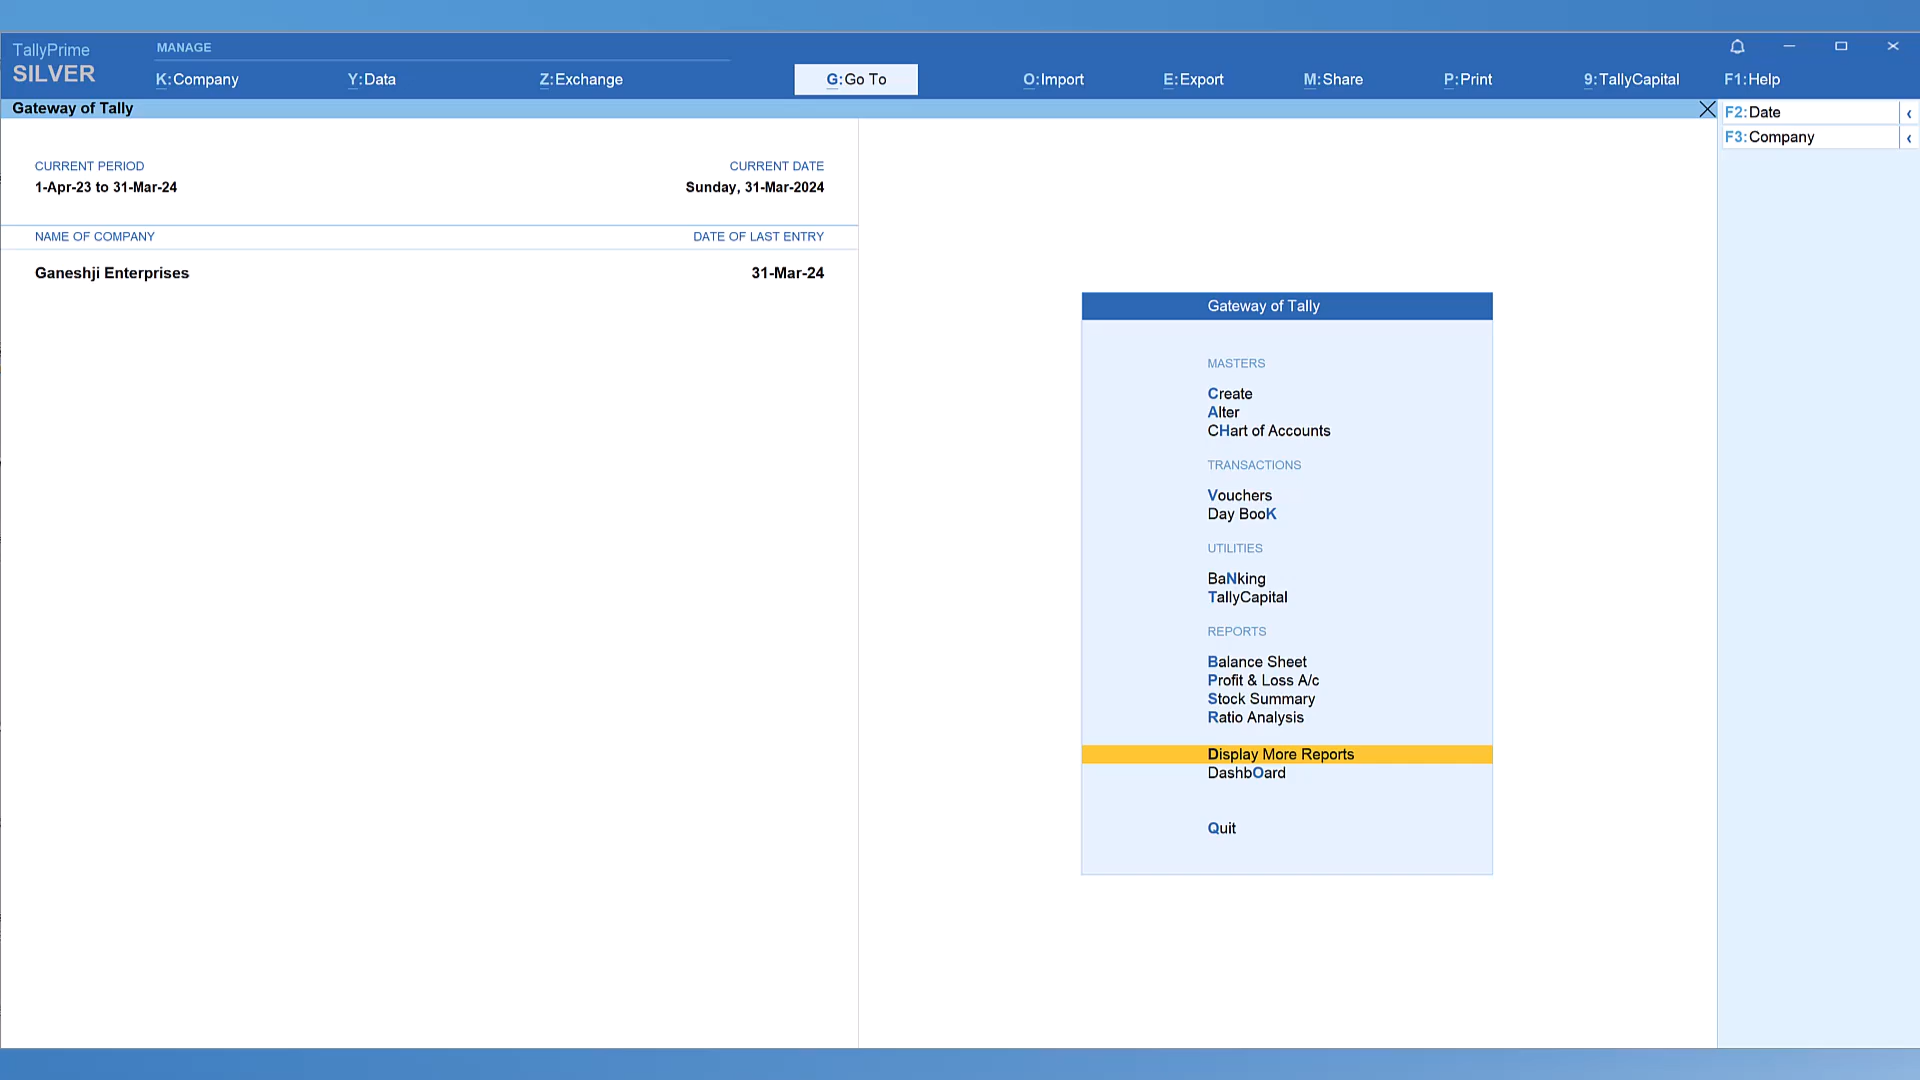 TallyPrime
SILVER
MANAGE
K:Company
Y:Data
Z:Exchange
G:Go To
O:Import
E:Export
M:Share
P:Print
9:TallyCapital
F1:Help
Gateway of Tally
F2:Date
F3:Company
CURRENT PERIOD
CURRENT DATE
1-Apr-23 to 31-Mar-24
Sunday, 31-Mar-2024
NAME OF COMPANY
DATE OF LAST ENTRY
Ganeshji Enterprises
31-Mar-24
Gateway of Tally
MASTERS
Create
Alter
CHart of Accounts
TRANSACTIONS
Vouchers
Day BooK
UTILITIES
BaNking
TallyCapital
REPORTS
Balance Sheet
Profit & Loss A/c
Stock Summary
Ratio Analysis
Display More Reports
DashbOard
Quit